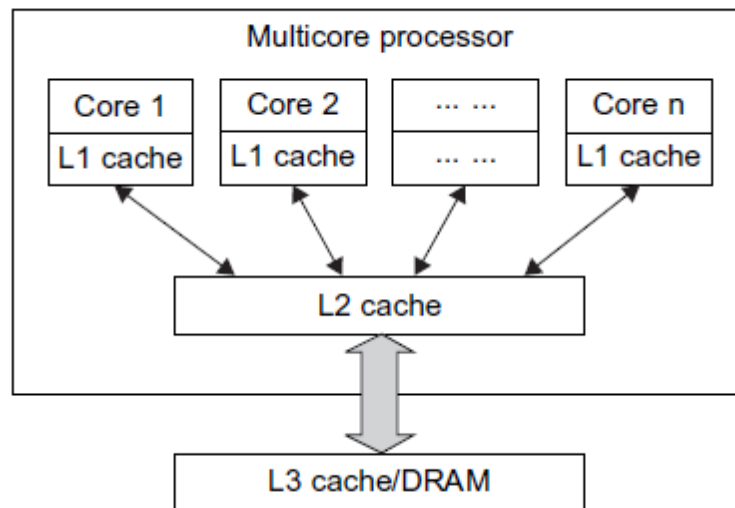 Multicore processor
Core 1
Core 2
... ...
Core n
L1 cache
L1 cache
... ...
L1 cache
L2 cache
L3 cache/DRAM